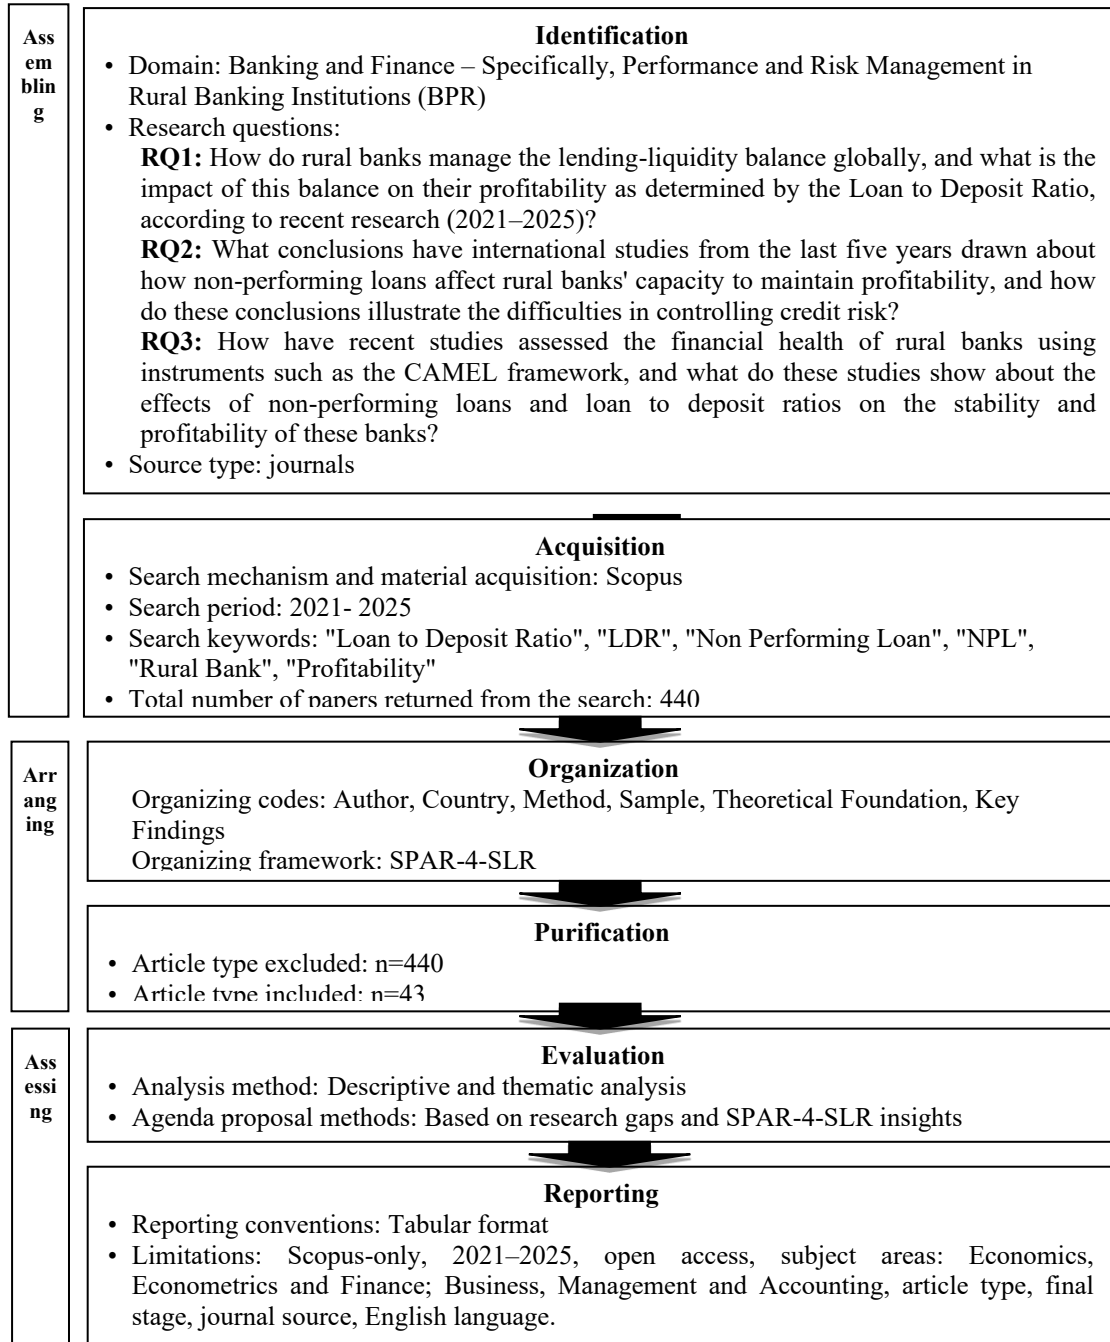 Ass
em
blin
g
Identification
• Domain: Banking and Finance – Specifically, Performance and Risk Management in
Rural Banking Institutions (BPR)
• Research questions:
RQ1: How do rural banks manage the lending-liquidity balance globally, and what is the
impact of this balance on their profitability as determined by the Loan to Deposit Ratio,
according to recent research (2021–2025)?
RQ2: What conclusions have international studies from the last five years drawn about
how non-performing loans affect rural banks' capacity to maintain profitability, and how
do these conclusions illustrate the difficulties in controlling credit risk?
RQ3: How have recent studies assessed the financial health of rural banks using
instruments such as the CAMEL framework, and what do these studies show about the
effects of non-performing loans and loan to deposit ratios on the stability and
profitability of these banks?
• Source type: journals
Acquisition
• Search mechanism and material acquisition: Scopus
• Search period: 2021- 2025
• Search keywords: "Loan to Deposit Ratio", "LDR", "Non Performing Loan", "NPL",
"Rural Bank", "Profitability"
• Total number of papers returned from the search: 440
Arr
ang
ing
Organization
Organizing codes: Author, Country, Method, Sample, Theoretical Foundation, Key
Findings
Organizing framework: SPAR-4-SLR
Purification
• Article type excluded: n=440
• Article type included: n=43
Ass
essi
ng
Evaluation
• Analysis method: Descriptive and thematic analysis
• Agenda proposal methods: Based on research gaps and SPAR-4-SLR insights
Reporting
• Reporting conventions: Tabular format
• Limitations: Scopus-only, 2021–2025, open access, subject areas: Economics,
Econometrics and Finance; Business, Management and Accounting, article type, final
stage, journal source, English language.